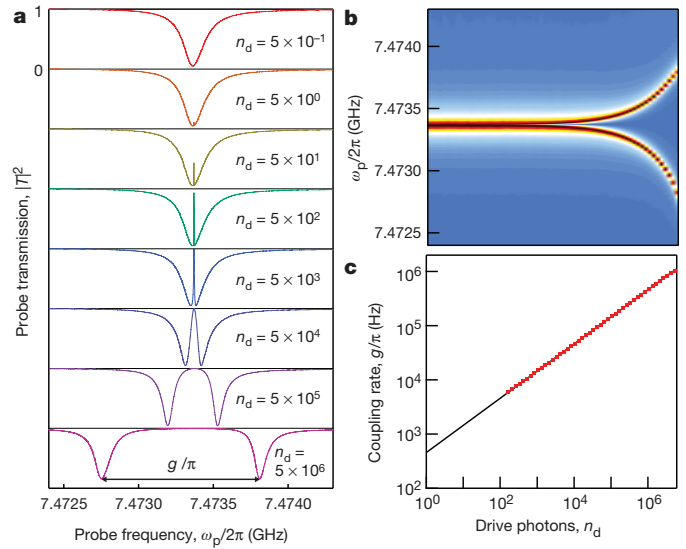 a
1
0
Probe transmission, |T|²
n_d = 5 × 10⁻¹
n_d = 5 × 10⁰
n_d = 5 × 10¹
n_d = 5 × 10²
n_d = 5 × 10³
n_d = 5 × 10⁴
n_d = 5 × 10⁵
n_d =
5 × 10⁶
g/π
7.4725 7.4730 7.4735 7.4740
Probe frequency, ω_p/2π (GHz)
b
ω_p/2π (GHz)
7.4740
7.4735
7.4730
7.4725
c
Coupling rate, g/π (Hz)
10⁶
10⁵
10⁴
10³
10²
10⁰ 10² 10⁴ 10⁶
Drive photons, n_d